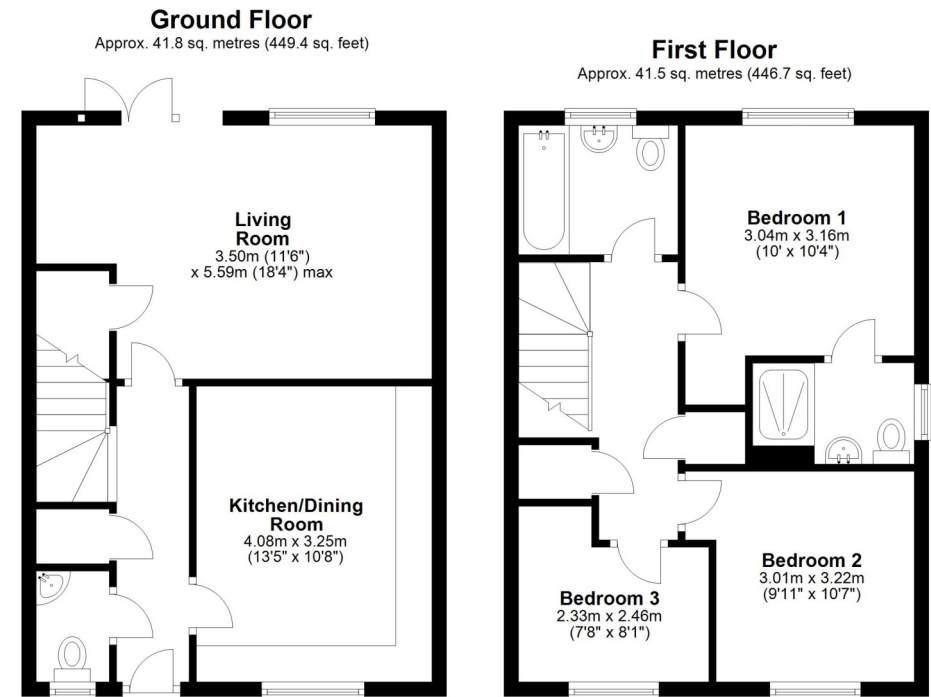 Ground Floor
Approx. 41.8 sq. metres (449.4 sq. feet)
Living
Room
3.50m (11'6")
x 5.59m (18'4") max
Kitchen/Dining
Room
4.08m x 3.25m
(13'5" x 10'8")
First Floor
Approx. 41.5 sq. metres (446.7 sq. feet)
Bedroom 1
3.04m x 3.16m
(10' x 10'4")
Bedroom 2
3.01m x 3.22m
(9'11" x 10'7")
Bedroom 3
2.33m x 2.46m
(7'8" x 8'1")